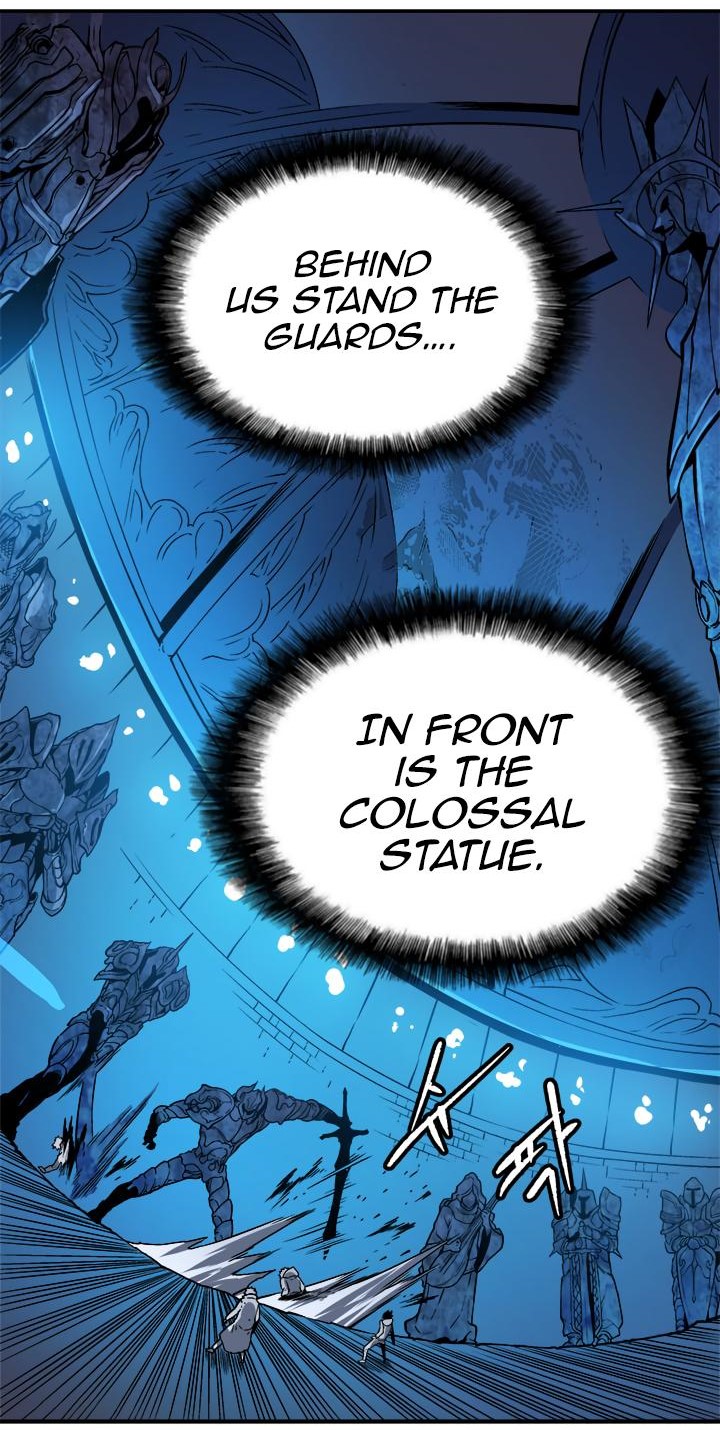 BEHIND
US STAND THE
GUARDS....
IN FRONT
IS THE
COLOSSAL
STATUE.